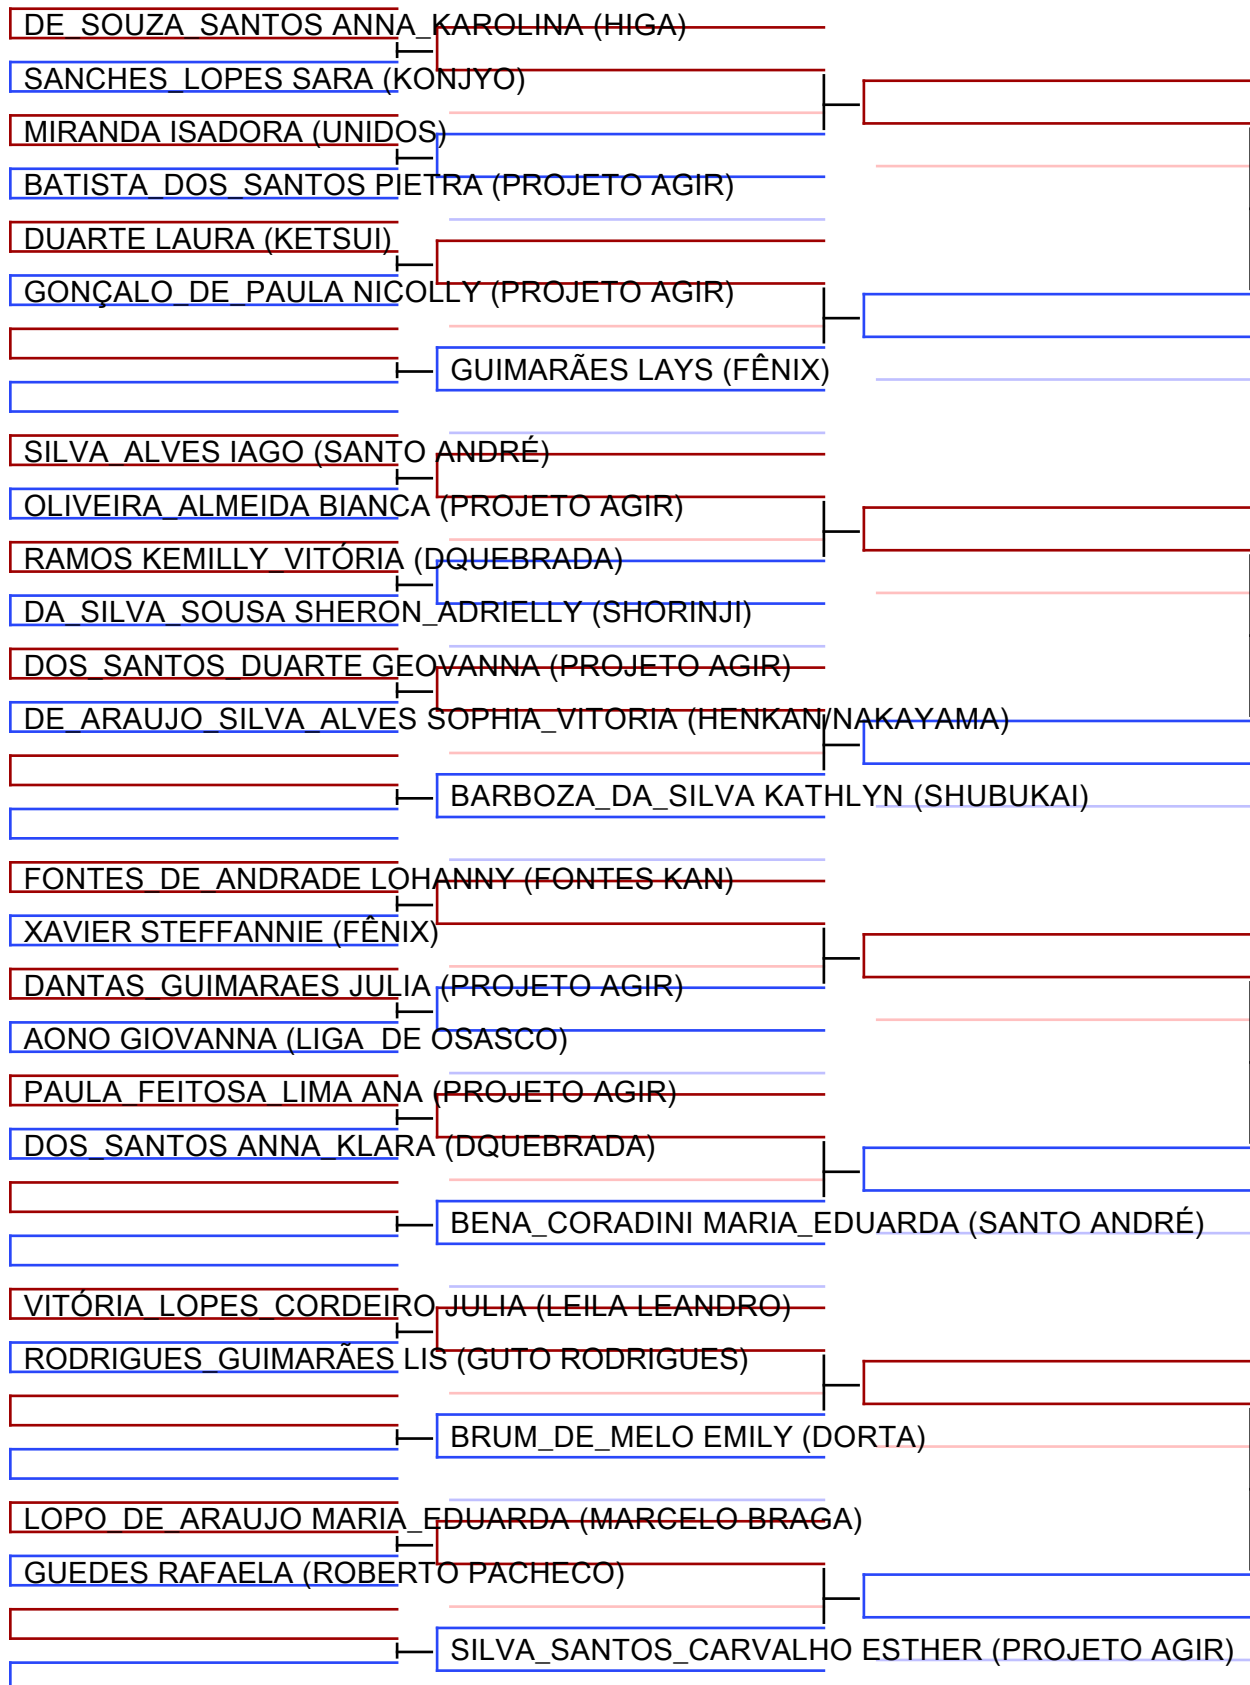 DE_SOUZA_SANTOS ANNA_KAROLINA (HIGA)
SANCHES_LOPES SARA (KONJYO)
MIRANDA ISADORA (UNIDOS)
BATISTA_DOS_SANTOS PIETRA (PROJETO AGIR)
DUARTE LAURA (KETSUI)
GONÇALO_DE_PAULA NICOLLY (PROJETO AGIR)
GUIMARÃES LAYS (FÊNIX)
SILVA_ALVES IAGO (SANTO ANDRÉ)
OLIVEIRA_ALMEIDA BIANCA (PROJETO AGIR)
RAMOS KEMILLY_VITÓRIA (DQUEBRADA)
DA_SILVA_SOUSA SHERON_ADRIELLY (SHORINJI)
DOS_SANTOS_DUARTE GEOVANNA (PROJETO AGIR)
DE_ARAUJO_SILVA_ALVES SOPHIA_VITORIA (HENKAN/NAKAYAMA)
BARBOZA_DA_SILVA KATHLYN (SHUBUKAI)
FONTES_DE_ANDRADE LOHANNY (FONTES KAN)
XAVIER STEFFANNIE (FÊNIX)
DANTAS_GUIMARAES JULIA (PROJETO AGIR)
AONO GIOVANNA (LIGA_DE OSASCO)
PAULA_FEITOSA_LIMA ANA (PROJETO AGIR)
DOS_SANTOS ANNA_KLARA (DQUEBRADA)
BENA_CORADINI MARIA_EDUARDA (SANTO ANDRÉ)
VITÓRIA_LOPES_CORDEIRO JULIA (LEILA LEANDRO)
RODRIGUES_GUIMARÃES LIS (GUTO RODRIGUES)
BRUM_DE_MELO EMILY (DORTA)
LOPO_DE_ARAUJO MARIA_EDUARDA (MARCELO BRAGA)
GUEDES RAFAELA (ROBERTO PACHECO)
SILVA_SANTOS_CARVALHO ESTHER (PROJETO AGIR)